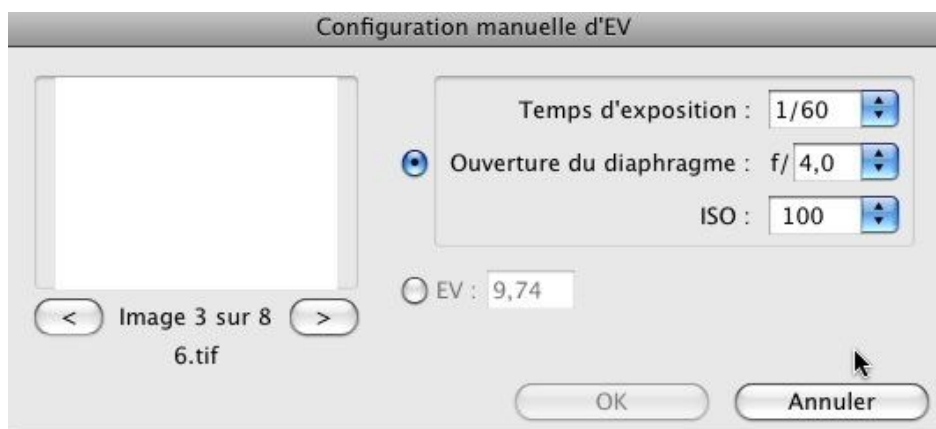 Configuration manuelle d'EV
Temps d'exposition : 1/60
Ouverture du diaphragme : f/ 4,0
ISO : 100
EV : 9,74
< Image 3 sur 8 >
6.tif
OK Annuler